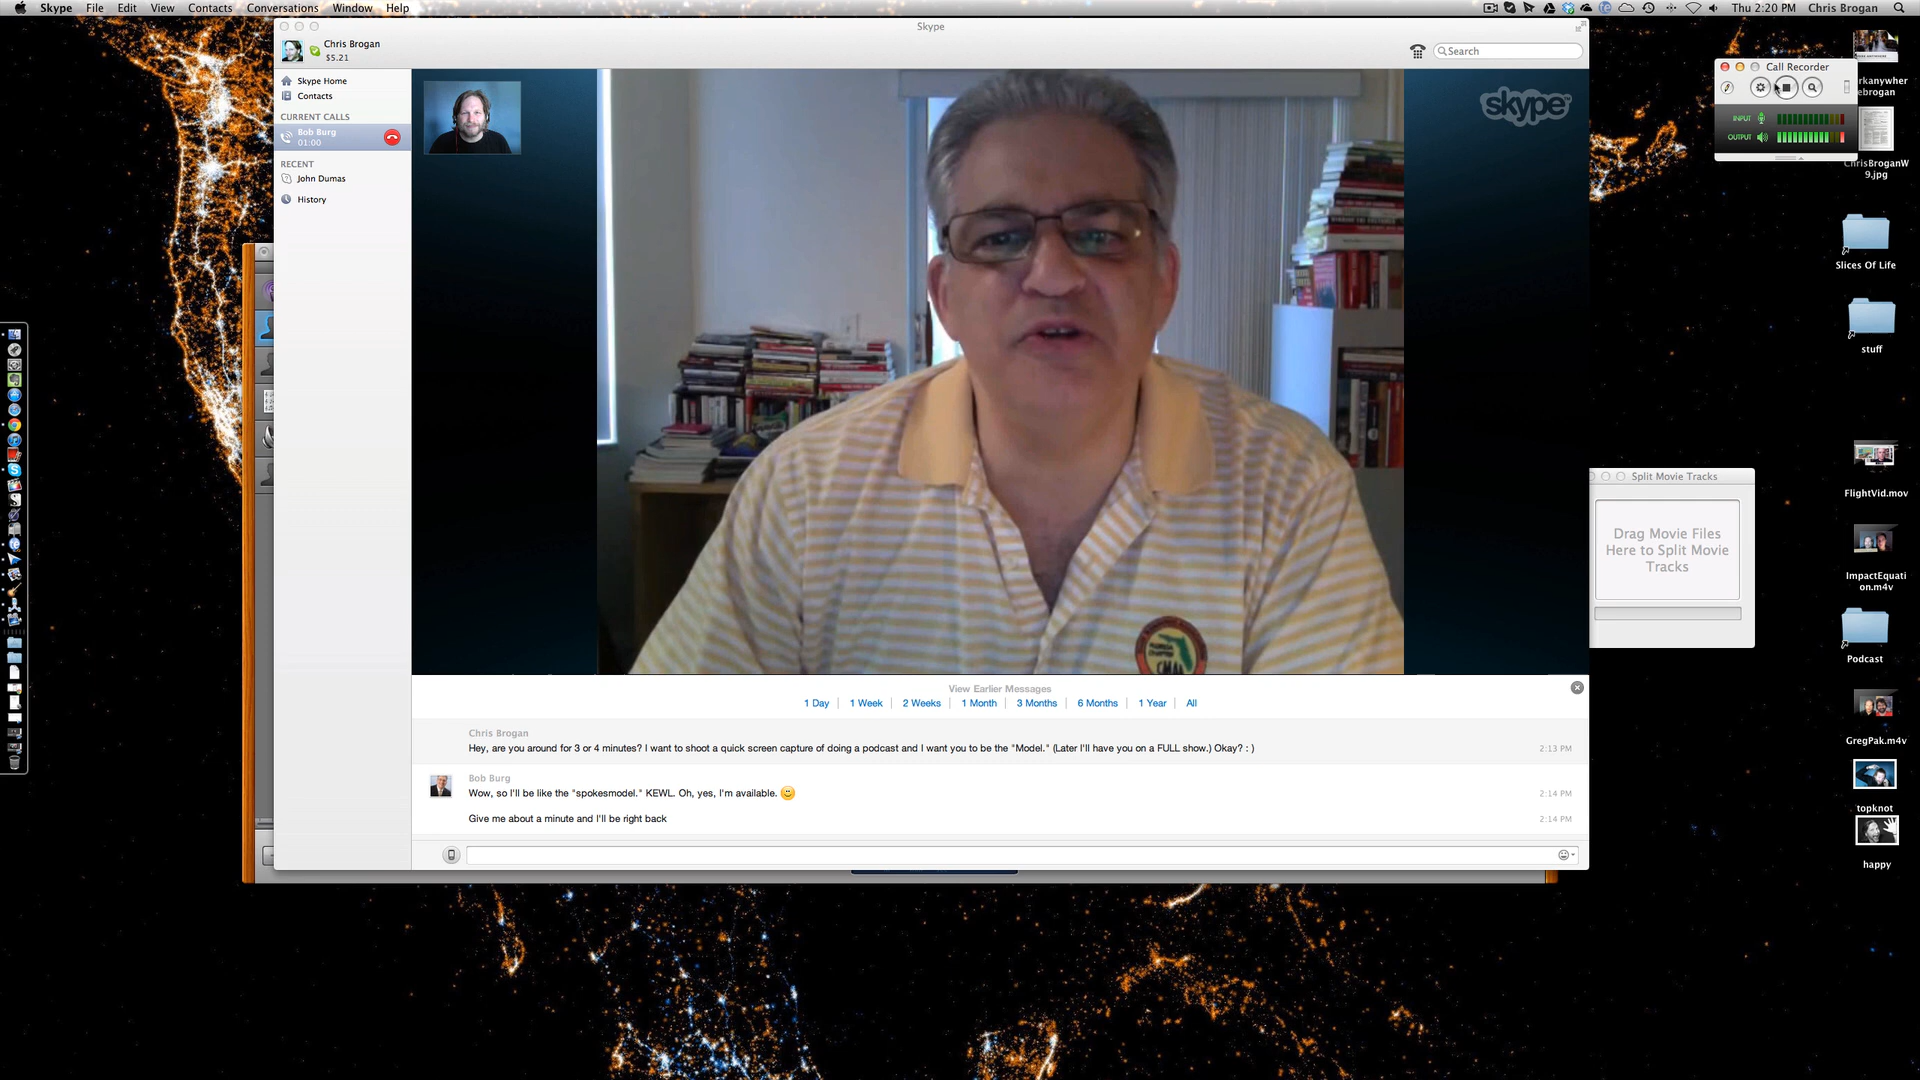 Skype File Edit View Contacts Conversations Window Help
Thu 2:20 PM Chris Brogan
Skype
Chris Brogan
$5.21
Search
Skype Home
Contacts
CURRENT CALLS
Bob Burg
01:00
RECENT
John Dumas
History
skype
View Earlier Messages
1 Day 1 Week 2 Weeks 1 Month 3 Months 6 Months 1 Year All
Chris Brogan
Hey, are you around for 3 or 4 minutes? I want to shoot a quick screen capture of doing a podcast and I want you to be the "Model." (Later I'll have you on a FULL show.) Okay? : )
2:13 PM
Bob Burg
Wow, so I'll be like the "spokesmodel." KEWL. Oh, yes, I'm available.
2:14 PM
Give me about a minute and I'll be right back
2:14 PM
Call Recorder
INPUT
OUTPUT
Split Movie Tracks
Drag Movie Files
Here to Split Movie
Tracks
rkanywher
ebrogan
ChrisBroganW
9.jpg
Slices Of Life
stuff
FlightVid.mov
ImpactEquati
on.m4v
Podcast
GregPak.m4v
topknot
happy